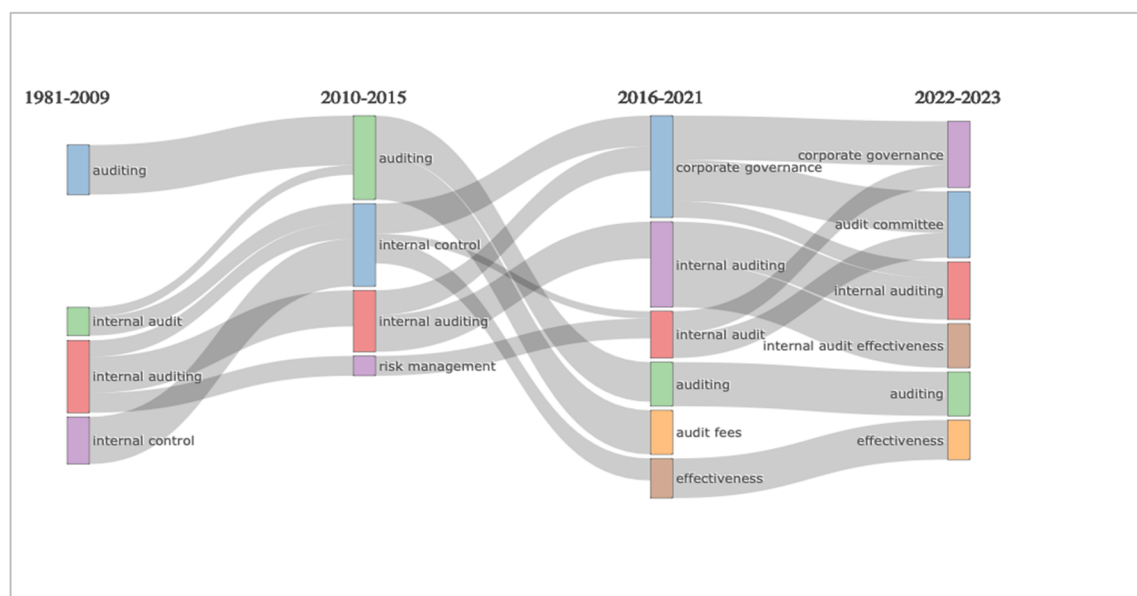 1981-2009
2010-2015
2016-2021
2022-2023
auditing
internal audit
internal auditing
internal control
auditing
internal control
internal auditing
risk management
corporate governance
internal auditing
internal audit
auditing
audit fees
effectiveness
corporate governance
audit committee
internal auditing
internal audit effectiveness
auditing
effectiveness